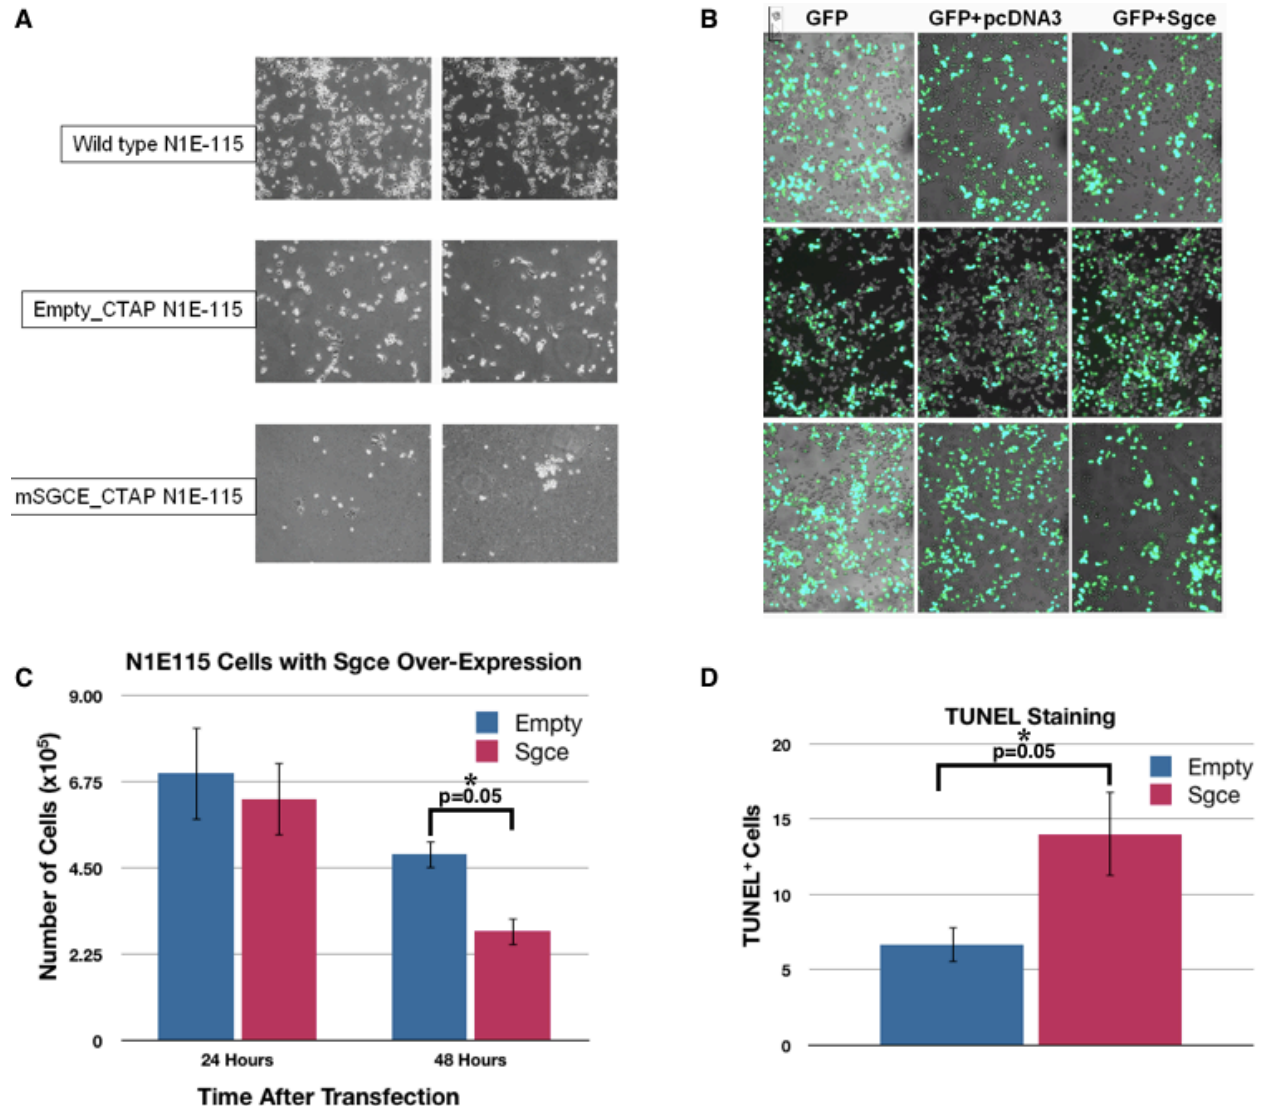 A
Wild type N1E-115
Empty_CTAP N1E-115
mSGCE_CTAP N1E-115
B
GFP
GFP+pcDNA3
GFP+Sgce
C
N1E115 Cells with Sgce Over-Expression
Number of Cells (x10⁵)
9.00
6.75
4.50
2.25
0
Empty
Sgce
*
p=0.05
24 Hours
48 Hours
Time After Transfection
D
TUNEL Staining
TUNEL⁺ Cells
20
15
10
5
0
*
p=0.05
Empty
Sgce